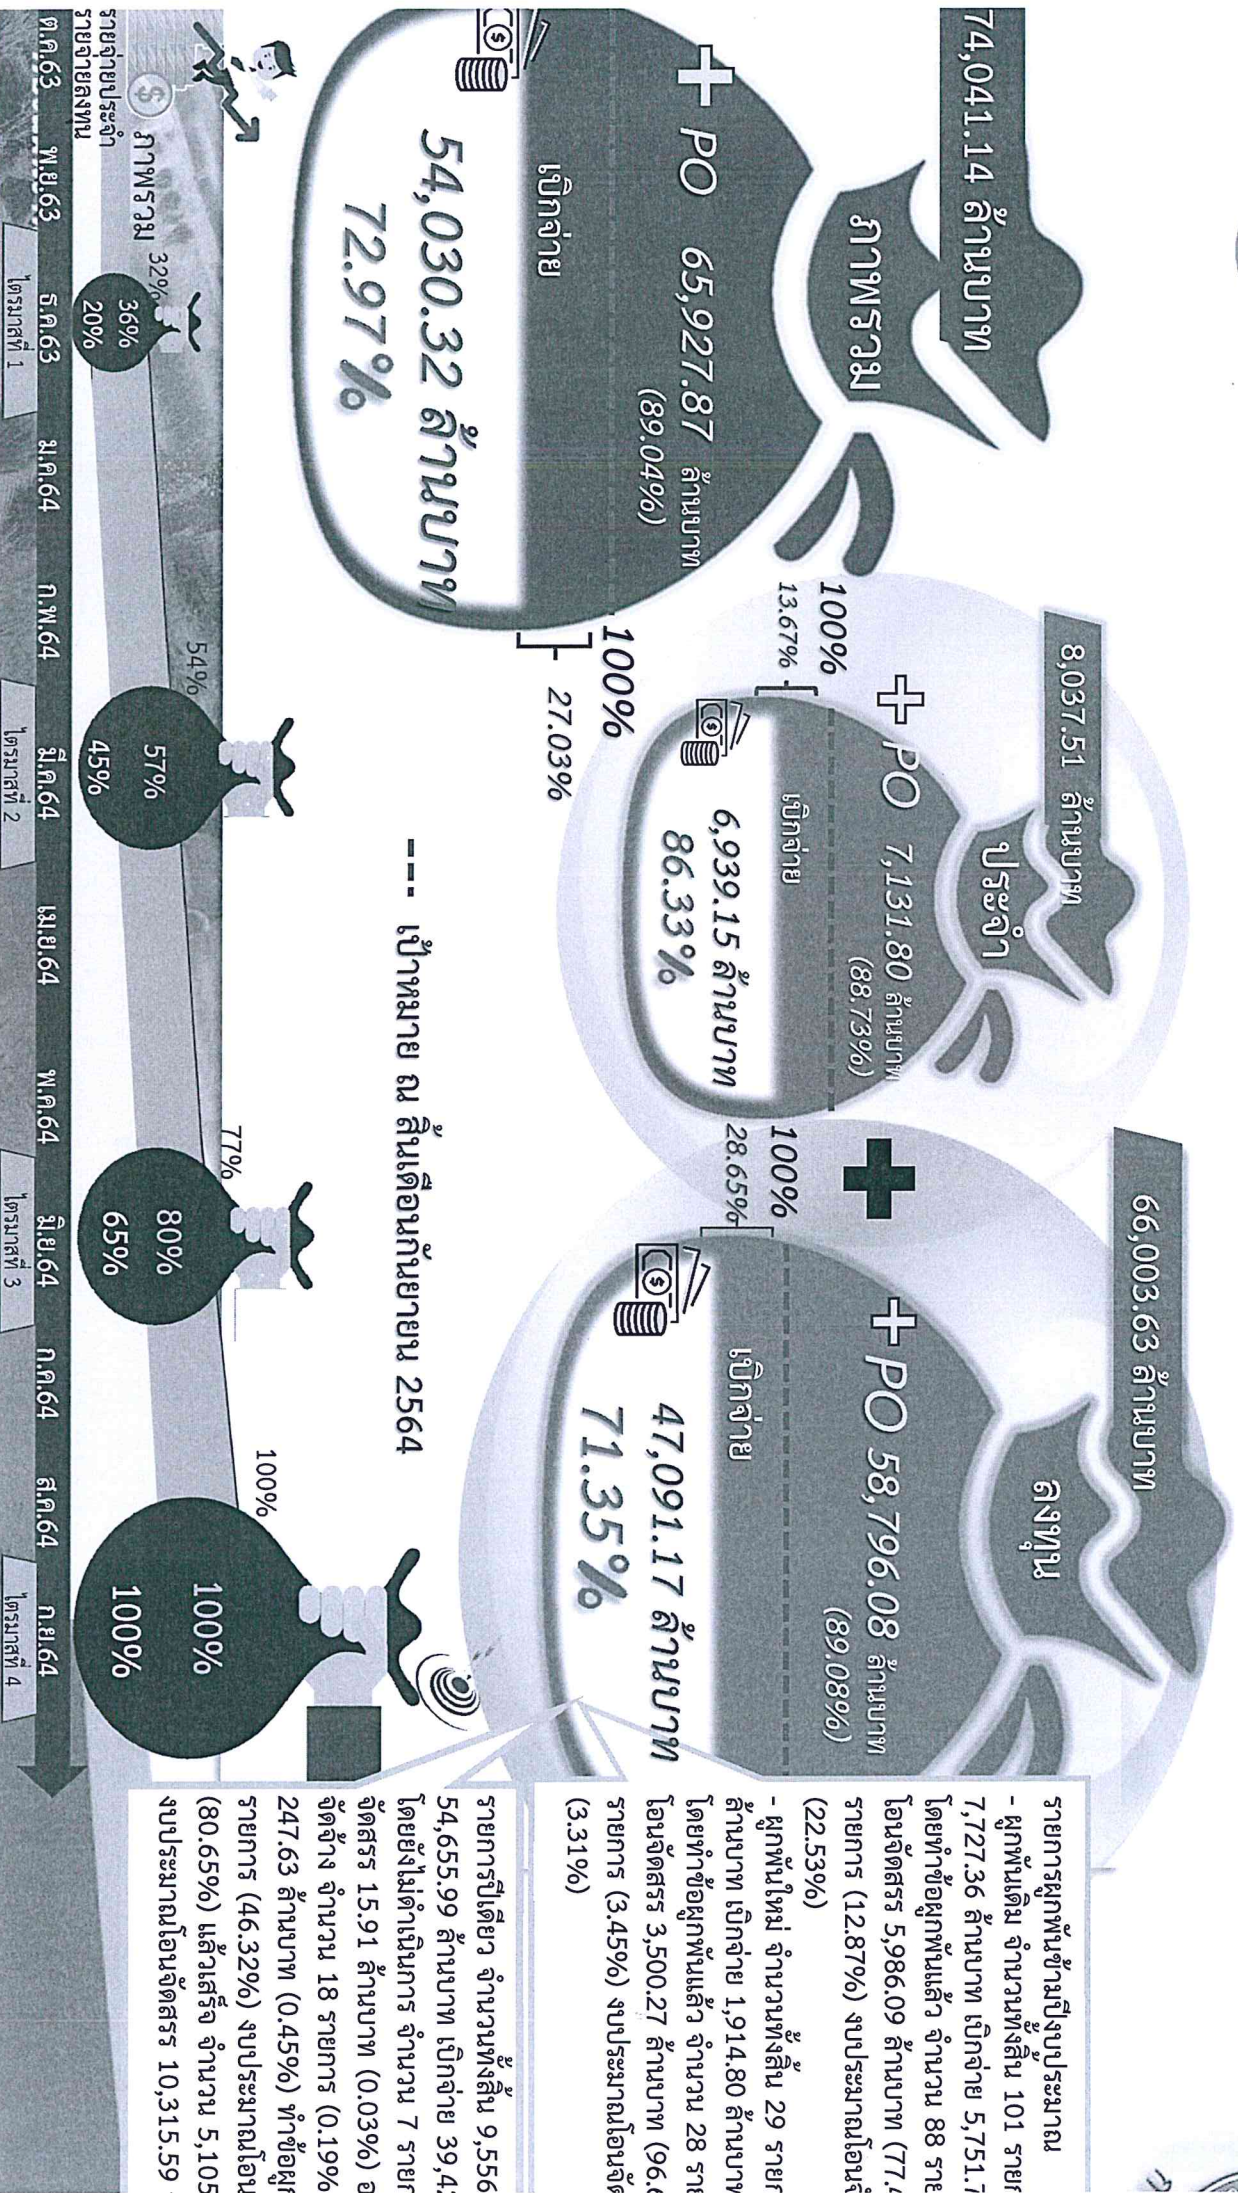 74,041.14 ล้านบาท
ภาพรวม
+ PO 65,927.87 ล้านบาท
(89.04%)
เบิกจ่าย
54,030.32 ล้านบาท
72.97%
100%
27.03%
8,037.51 ล้านบาท
ประจำ
+ PO 7,131.80 ล้านบาท
(88.73%)
100%
13.67%
เบิกจ่าย
6,939.15 ล้านบาท
86.33%
+
66,003.63 ล้านบาท
ลงทุน
+ PO 58,796.08 ล้านบาท
(89.08%)
100%
28.65%
เบิกจ่าย
47,091.17 ล้านบาท
71.35%
--- เป้าหมาย ณ สิ้นเดือนกันยายน 2564
รายการผูกพันข้ามปีงบประมาณ
- ผูกพันเดิม จำนวนทั้งสิ้น 101 ราย
7,727.36 ล้านบาท เบิกจ่าย 5,751.7
โดยทำข้อผูกพันแล้ว จำนวน 88 ราย
โอนจัดสรร 5,986.09 ล้านบาท (77.4
รายการ (12.87%) งบประมาณโอน
(22.53%)
- ผูกพันใหม่ จำนวนทั้งสิ้น 29 ราย
ล้านบาท เบิกจ่าย 1,914.80 ล้านบาท
โดยทำข้อผูกพันแล้ว จำนวน 28 ราย
โอนจัดสรร 3,500.27 ล้านบาท (96.6
รายการ (3.45%) งบประมาณโอนจัด
(3.31%)
รายการปีเดียว จำนวนทั้งสิ้น 9,556
54,655.99 ล้านบาท เบิกจ่าย 39,42
โดยยังไม่ดำเนินการ จำนวน 7 ราย
จัดสรร 15.91 ล้านบาท (0.03%) อ
จัดจ้าง จำนวน 18 รายการ (0.19%
247.63 ล้านบาท (0.45%) ทำข้อผูก
รายการ (46.32%) งบประมาณโอน
(80.65%) แล้วเสร็จ จำนวน 5,105
งบประมาณโอนจัดสรร 10,315.59
ภาพรวม
32%
54%
77%
100%
รายจ่ายประจำ
36%
57%
80%
100%
รายจ่ายลงทุน
20%
45%
65%
100%
ต.ค.63 พ.ย.63 ธ.ค.63 ม.ค.64 ก.พ.64 มี.ค.64 เม.ย.64 พ.ค.64 มิ.ย.64 ก.ค.64 ส.ค.64 ก.ย.64
ไตรมาสที่ 1 ไตรมาสที่ 2 ไตรมาสที่ 3 ไตรมาสที่ 4